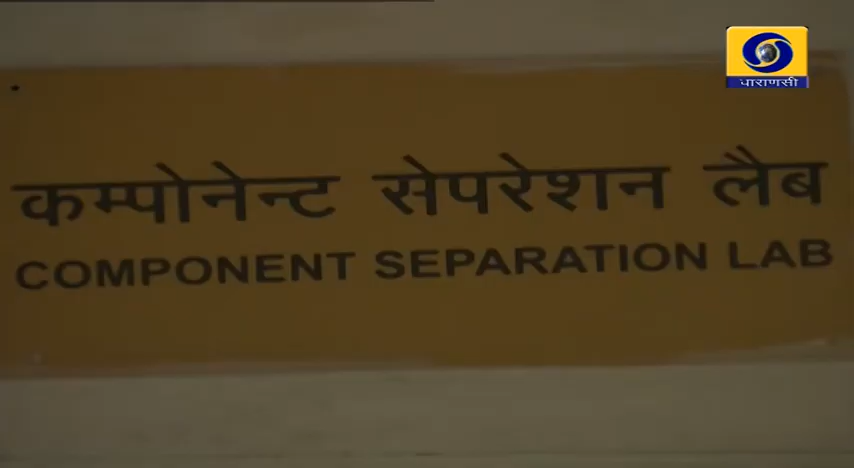 वाराणसी
कम्पोनेन्ट सेपरेशन लैब
COMPONENT SEPARATION LAB